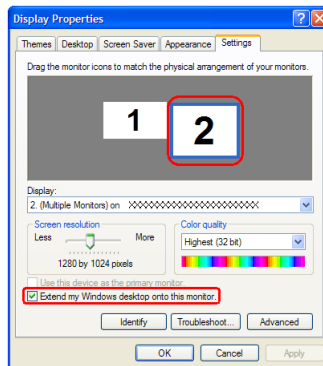 Display Properties
Themes Desktop Screen Saver Appearance Settings
Drag the monitor icons to match the physical arrangement of your monitors.
1 2
Display:
2. (Multiple Monitors) on XXXXXXXXXXXXXXXXXXXX
Screen resolution
Less More
1280 by 1024 pixels
Color quality
Highest (32 bit)
Use this device as the primary monitor.
Extend my Windows desktop onto this monitor.
Identify Troubleshoot... Advanced
OK Cancel Apply